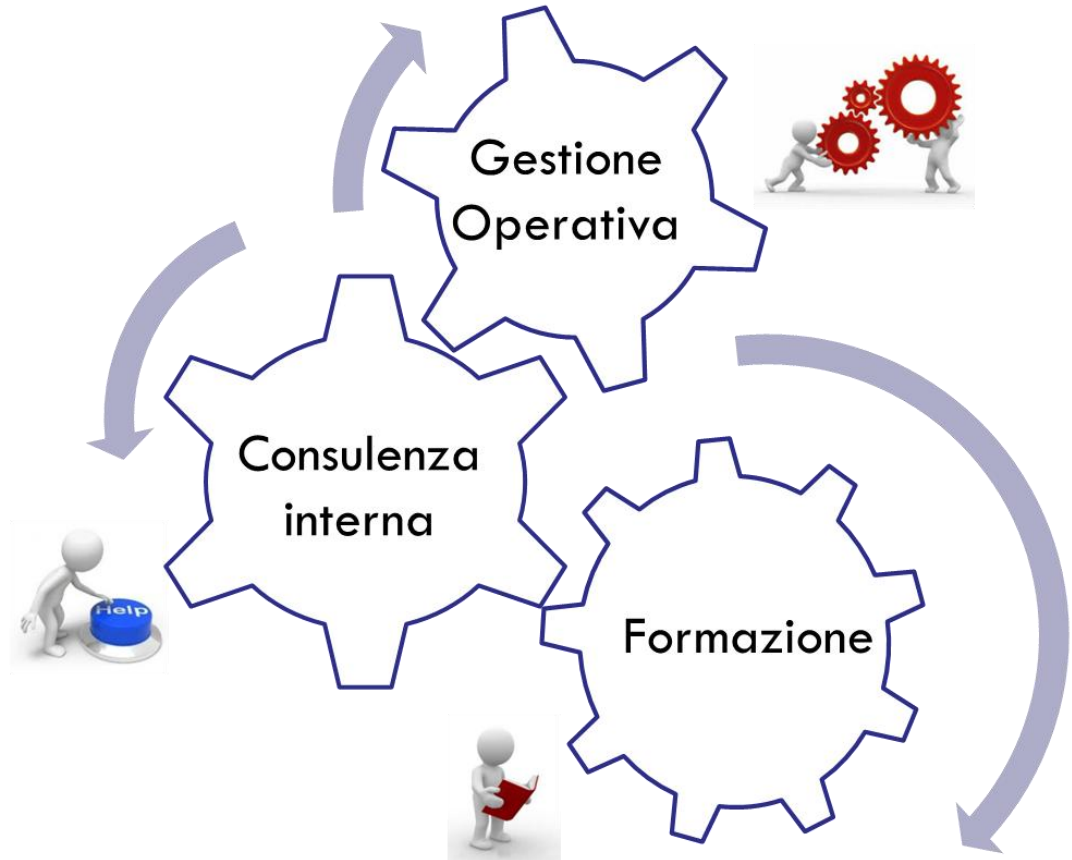 Gestione
Operativa
Consulenza
interna
Help
Formazione